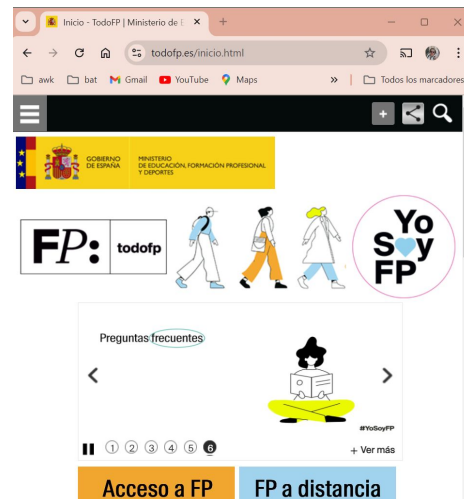 Inicio - TodoFP | Ministerio de E
todofp.es/inicio.html
awk bat Gmail YouTube Maps » Todos los marcadores
+
GOBIERNO DE ESPAÑA
MINISTERIO DE EDUCACIÓN, FORMACIÓN PROFESIONAL Y DEPORTES
FP: todofp
Yo
Soy
FP
Preguntas frecuentes
#YoSoyFP
1 2 3 4 5 6
+ Ver más
Acceso a FP FP a distancia